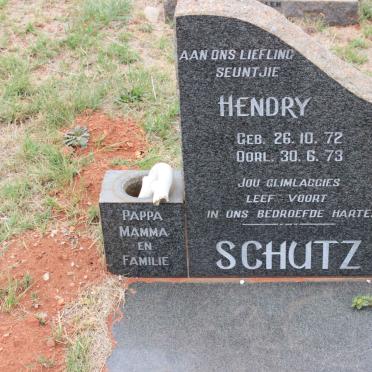 AAN ONS LIEFLING
SEUNTJIE
HENDRY
GEB. 26. 10. 72
OORL. 30. 6. 73
JOU GLIMLAGGIES
LEEF VOORT
IN ONS BEDROEFDE HARTE.
SCHUTZ
PAPPA
MAMMA
EN
FAMILIE